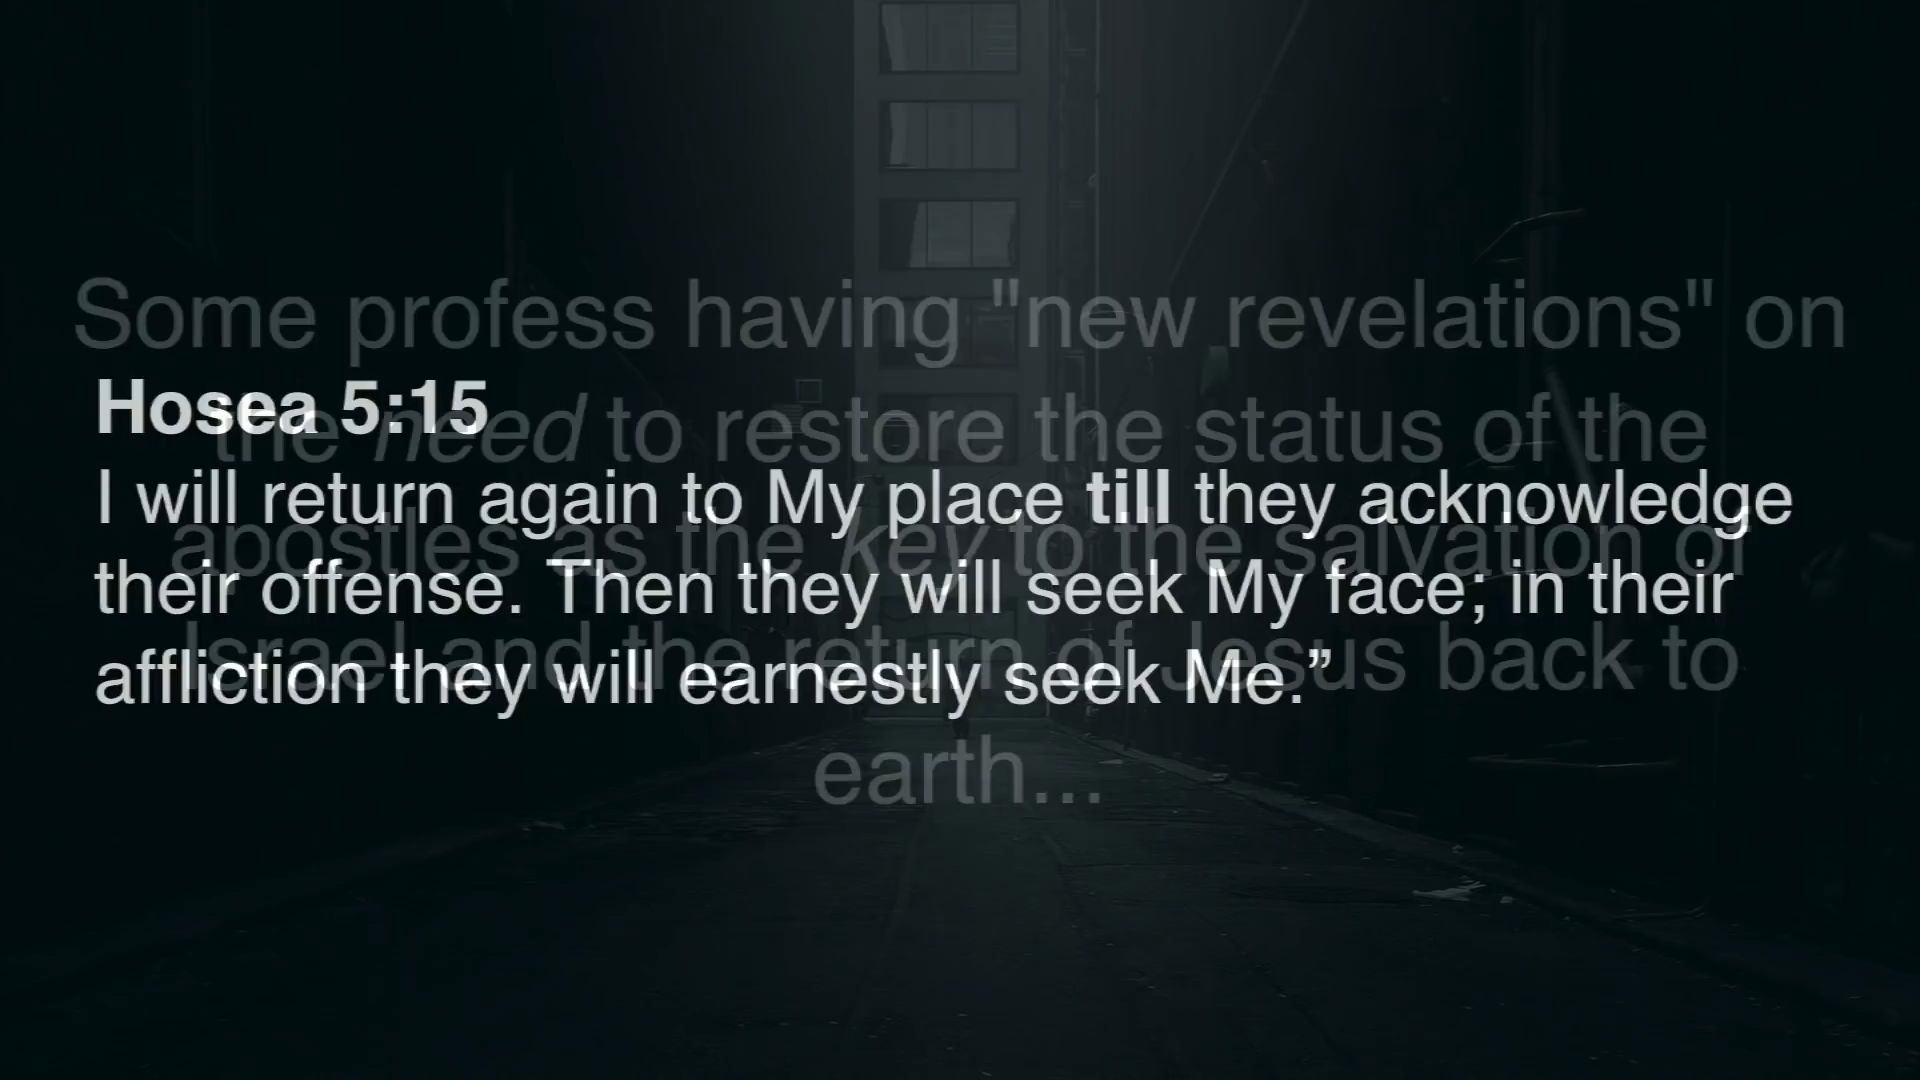 Some profess having "new revelations" on
the need to restore the status of the
apostles as the key to the salvation of
Israel and the return of Jesus back to
earth...
Hosea 5:15
I will return again to My place till they acknowledge
their offense. Then they will seek My face; in their
affliction they will earnestly seek Me.”